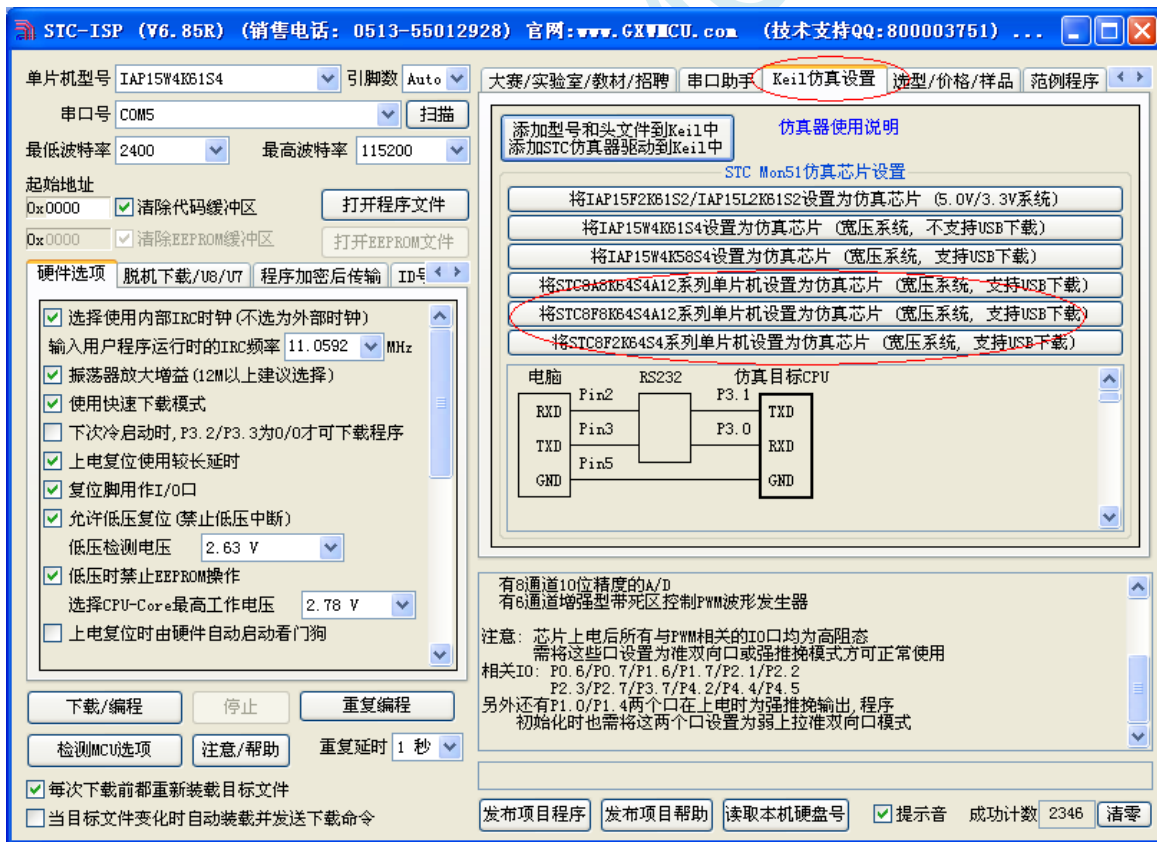 STC-ISP (V6.85R) (销售电话: 0513-55012928) 官网:www.GXWMCU.com (技术支持QQ:800003751) ...
单片机型号 IAP15W4K61S4 引脚数 Auto
串口号 COM5 扫描
最低波特率 2400 最高波特率 115200
起始地址
0x0000 清除代码缓冲区 打开程序文件
0x0000 清除EEPROM缓冲区 打开EEPROM文件
硬件选项 脱机下载/U8/U7 程序加密后传输 ID号
选择使用内部IRC时钟(不选为外部时钟)
输入用户程序运行时的IRC频率 11.0592 MHz
振荡器放大增益(12M以上建议选择)
使用快速下载模式
下次冷启动时,P3.2/P3.3为0/0才可下载程序
上电复位使用较长延时
复位脚用作I/O口
允许低压复位(禁止低压中断)
低压检测电压 2.63 V
低压时禁止EEPROM操作
选择CPU-Core最高工作电压 2.78 V
上电复位时由硬件自动启动看门狗
下载/编程 停止 重复编程
检测MCU选项 注意/帮助 重复延时 1 秒
每次下载前都重新装载目标文件
当目标文件变化时自动装载并发送下载命令
大赛/实验室/教材/招聘 串口助手 Keil仿真设置 选型/价格/样品 范例程序
添加型号和头文件到Keil中
添加STC仿真器驱动到Keil中
仿真器使用说明
STC Mon51仿真芯片设置
将IAP15F2K61S2/IAP15L2K61S2设置为仿真芯片 (5.0V/3.3V系统)
将IAP15W4K61S4设置为仿真芯片 (宽压系统, 不支持USB下载)
将IAP15W4K58S4设置为仿真芯片 (宽压系统, 支持USB下载)
将STC8A8K64S4A12系列单片机设置为仿真芯片 (宽压系统, 支持USB下载)
将STC8F8K64S4A12系列单片机设置为仿真芯片 (宽压系统, 支持USB下载)
将STC8F2K64S4系列单片机设置为仿真芯片 (宽压系统, 支持USB下载)
电脑 RS232 仿真目标CPU
Pin2 P3.1
RXD TXD
Pin3 P3.0
TXD RXD
Pin5
GND GND
有8通道10位精度的A/D
有6通道增强型带死区控制PWM波形发生器
注意: 芯片上电后所有与PWM相关的IO口均为高阻态
需将这些口设置为准双向口或强推挽模式方可正常使用
相关IO: P0.6/P0.7/P1.6/P1.7/P2.1/P2.2
P2.3/P2.7/P3.7/P4.2/P4.4/P4.5
另外还有P1.0/P1.4两个口在上电时为强推挽输出,程序
初始化时也需将这两个口设置为弱上拉准双向口模式
发布项目程序 发布项目帮助 读取本机硬盘号 提示音 成功计数 2346 清零